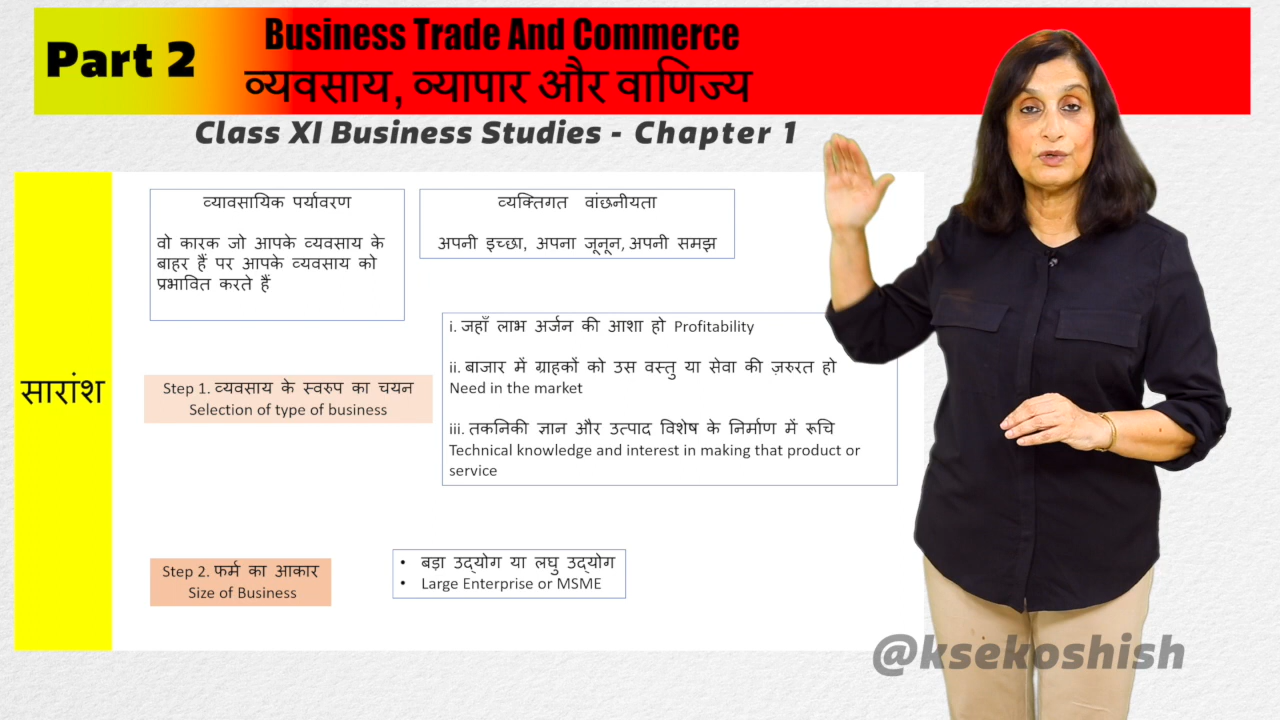 Part 2
Business Trade And Commerce
व्यवसाय, व्यापार और वाणिज्य
Class XI Business Studies - Chapter 1
सारांश
व्यावसायिक पर्यावरण
वो कारक जो आपके व्यवसाय के
बाहर हैं पर आपके व्यवसाय को
प्रभावित करते हैं
व्यक्तिगत वांछनीयता
अपनी इच्छा, अपना जूनून, अपनी समझ
Step 1. व्यवसाय के स्वरुप का चयन
Selection of type of business
i. जहाँ लाभ अर्जन की आशा हो Profitability
ii. बाजार में ग्राहकों को उस वस्तु या सेवा की ज़रुरत हो
Need in the market
iii. तकनिकी ज्ञान और उत्पाद विशेष के निर्माण में रूचि
Technical knowledge and interest in making that product or
service
Step 2. फर्म का आकार
Size of Business
• बड़ा उद्योग या लघु उद्योग
• Large Enterprise or MSME
@ksekoshish